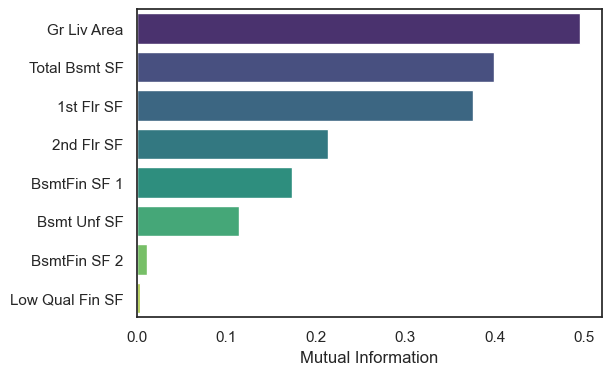 Gr Liv Area
Total Bsmt SF
1st Flr SF
2nd Flr SF
BsmtFin SF 1
Bsmt Unf SF
BsmtFin SF 2
Low Qual Fin SF
0.0 0.1 0.2 0.3 0.4 0.5
Mutual Information